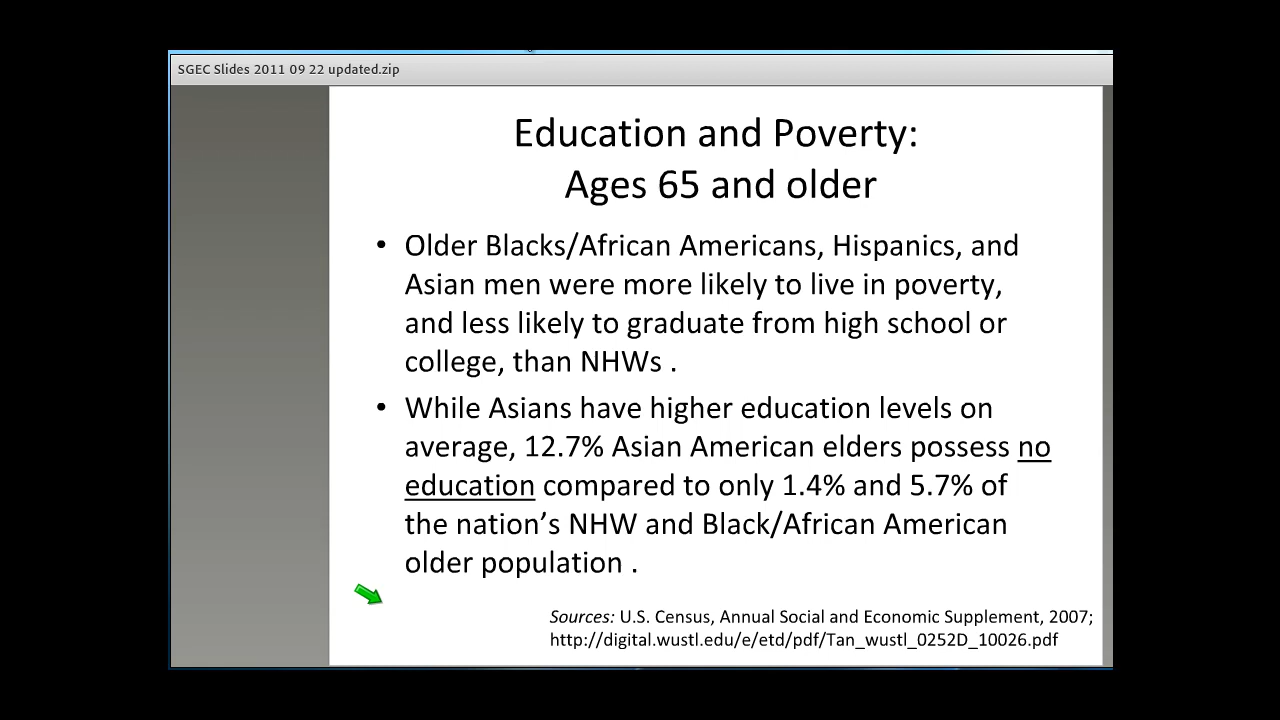 SGEC Slides 2011 09 22 updated.zip
Education and Poverty:
Ages 65 and older
• Older Blacks/African Americans, Hispanics, and
Asian men were more likely to live in poverty,
and less likely to graduate from high school or
college, than NHWs .
• While Asians have higher education levels on
average, 12.7% Asian American elders possess no
education compared to only 1.4% and 5.7% of
the nation’s NHW and Black/African American
older population .
Sources: U.S. Census, Annual Social and Economic Supplement, 2007;
http://digital.wustl.edu/e/etd/pdf/Tan_wustl_0252D_10026.pdf